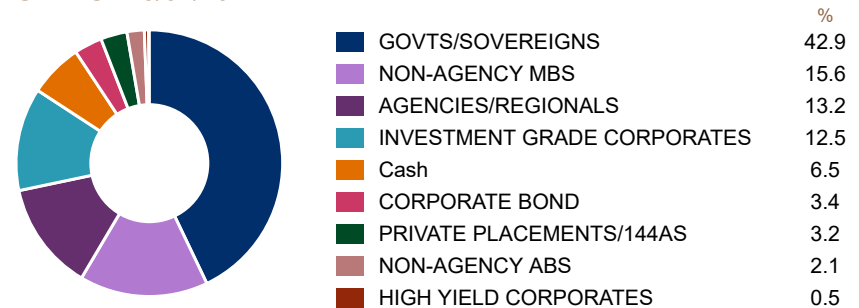 %
GOVTS/SOVEREIGNS 42.9
NON-AGENCY MBS 15.6
AGENCIES/REGIONALS 13.2
INVESTMENT GRADE CORPORATES 12.5
Cash 6.5
CORPORATE BOND 3.4
PRIVATE PLACEMENTS/144AS 3.2
NON-AGENCY ABS 2.1
HIGH YIELD CORPORATES 0.5